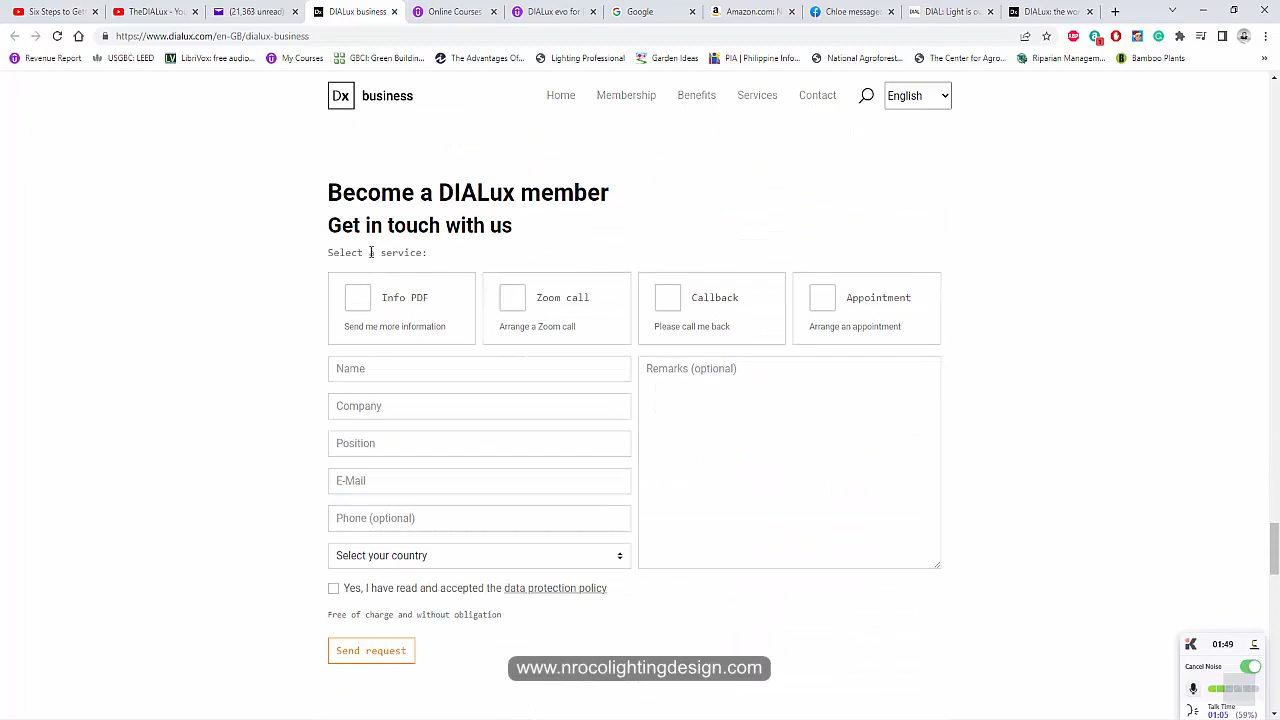 Six Steps to Get
TheDIALux - Yo
(21,363 unread)
DIALux business
Online Courses
DIALux evo for
Google
Amazon.com: N
Chloe message
DIAL: Light is o
DIALux: the wo
https://www.dialux.com/en-GB/dialux-business
Revenue Report
USGBC: LEED
LibriVox: free audio...
My Courses
GBCI: Green Building...
The Advantages Of...
Lighting Professional
Garden Ideas
PIA | Philippine Info...
National Agroforest...
The Center for Agro...
Riparian Managem...
Bamboo Plants
»
Dx business
Home
Membership
Benefits
Services
Contact
English
Become a DIALux member
Get in touch with us
Select a service:
Info PDF
Send me more information
Zoom call
Arrange a Zoom call
Callback
Please call me back
Appointment
Arrange an appointment
Name
Company
Position
E-Mail
Phone (optional)
Select your country
Remarks (optional)
Yes, I have read and accepted the data protection policy
Free of charge and without obligation
Send request
www.nrocolightingdesign.com
01:49
Cancel Noise
Talk Time
01:05 (59%)